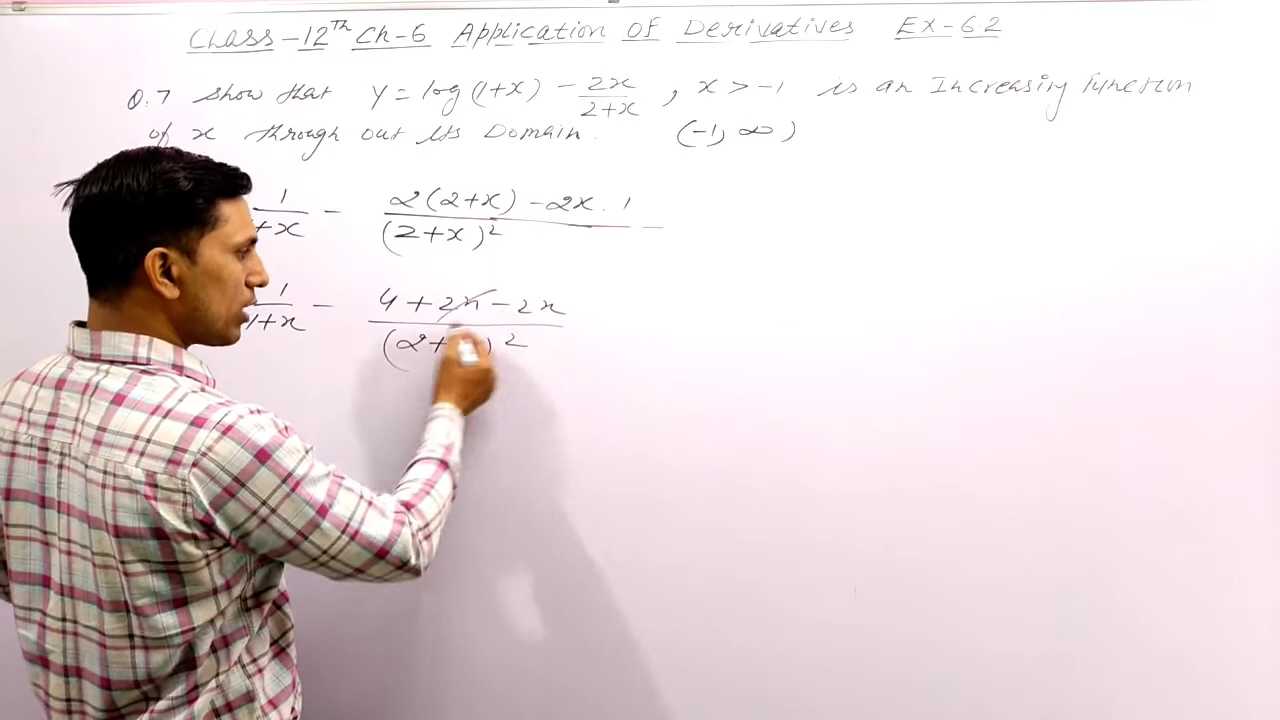 Class-12th Ch-6 Application of Derivatives Ex-6.2
Q.7 Show that y = log(1+x) - 2x/2+x , x > -1 is an Increasing function
of x through out its Domain. (-1, ∞)
1/+x - 2(2+x) - 2x.1/(2+x)² -
1/1+x - 4+2x-2x/(2+ )²